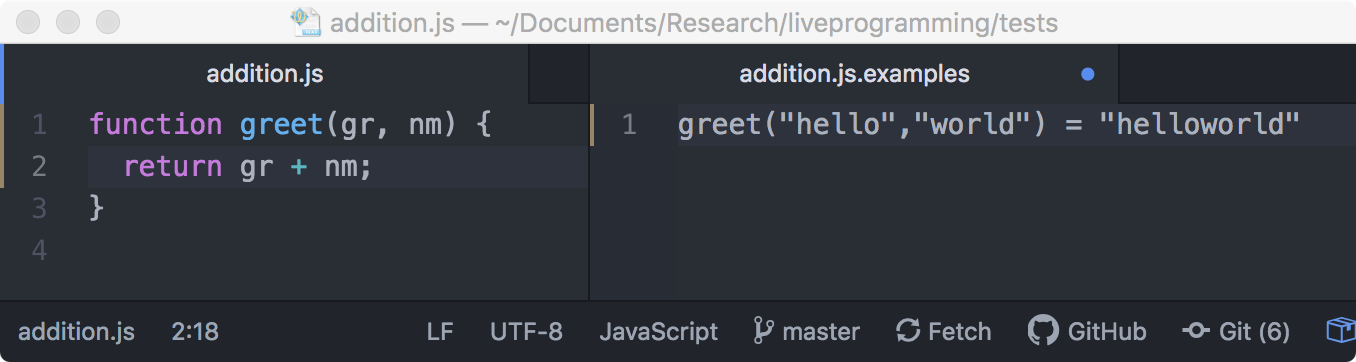 addition.js — ~/Documents/Research/liveprogramming/tests
addition.js
addition.js.examples
1 function greet(gr, nm) {
2 return gr + nm;
3 }
4
1 greet("hello","world") = "helloworld"
addition.js 2:18 LF UTF-8 JavaScript master Fetch GitHub Git (6)